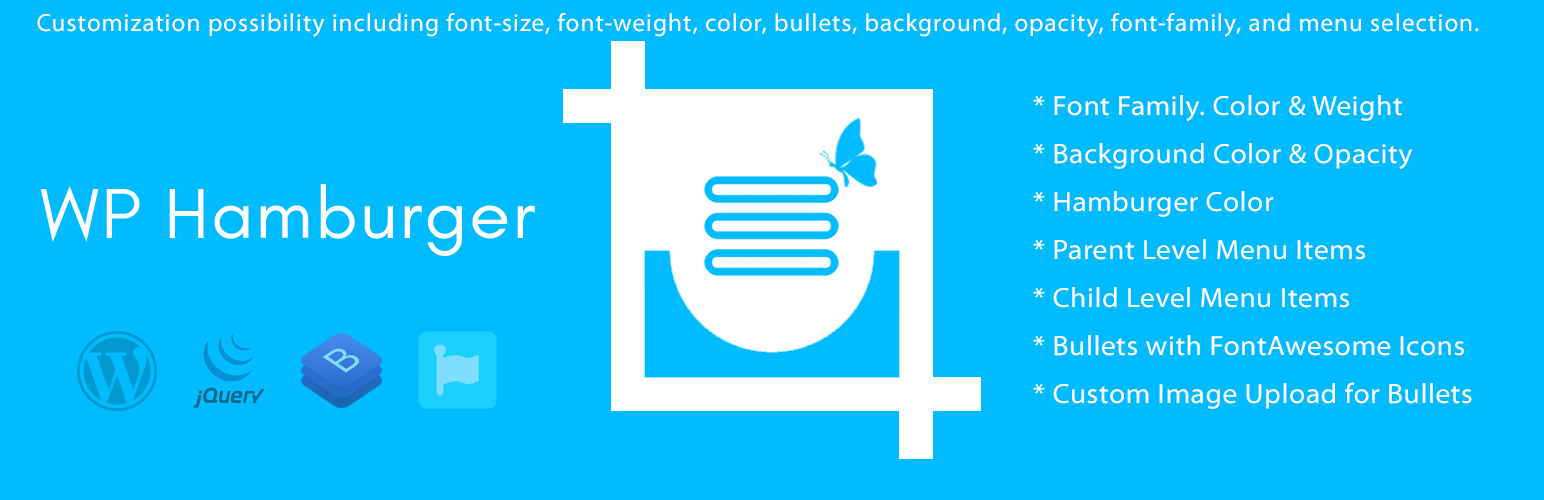 Customization possibility including font-size, font-weight, color, bullets, background, opacity, font-family, and menu selection.
WP Hamburger
jQuery
B
* Font Family. Color & Weight
* Background Color & Opacity
* Hamburger Color
* Parent Level Menu Items
* Child Level Menu Items
* Bullets with FontAwesome Icons
* Custom Image Upload for Bullets